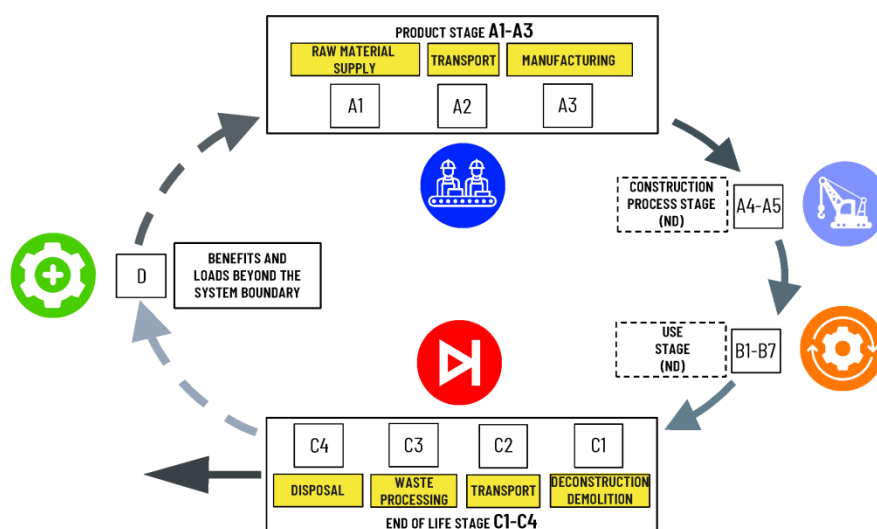 PRODUCT STAGE A1-A3
RAW MATERIAL
SUPPLY
TRANSPORT
MANUFACTURING
A1
A2
A3
CONSTRUCTION
PROCESS STAGE
(ND)
A4-A5
D
BENEFITS AND
LOADS BEYOND THE
SYSTEM BOUNDARY
USE
STAGE
(ND)
B1-B7
C4
C3
C2
C1
DISPOSAL
WASTE
PROCESSING
TRANSPORT
DECONSTRUCTION
DEMOLITION
END OF LIFE STAGE C1-C4